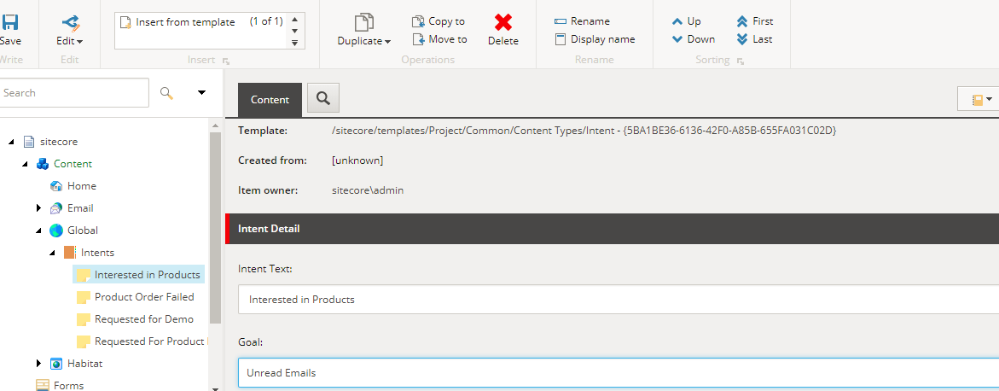 Save
Edit
Insert from template (1 of 1)
Duplicate
Copy to
Move to
Delete
Rename
Display name
Up
Down
First
Last
Write
Edit
Insert
Operations
Rename
Sorting
Search
Content
sitecore
Content
Home
Email
Global
Intents
Interested in Products
Product Order Failed
Requested for Demo
Requested For Product
Habitat
Forms
Template: /sitecore/templates/Project/Common/Content Types/Intent - {5BA1BE36-6136-42F0-A85B-655FA031C02D}
Created from: [unknown]
Item owner: sitecore\admin
Intent Detail
Intent Text:
Interested in Products
Goal:
Unread Emails